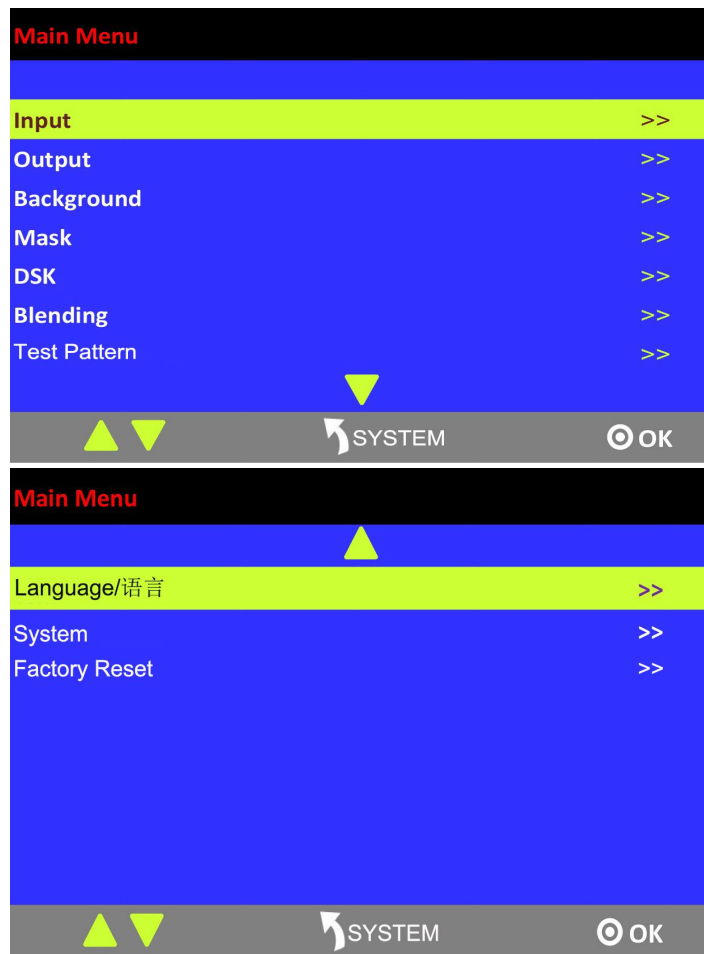 Main Menu
Input >>
Output >>
Background >>
Mask >>
DSK >>
Blending >>
Test Pattern >>
SYSTEM OK
Main Menu
Language/语言 >>
System >>
Factory Reset >>
SYSTEM OK